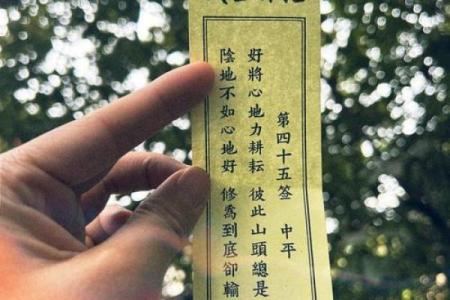 第四十五签 中平
好將心地力耕耘 彼此山頭總是
陰地不如心地好 修喬到底卻輸